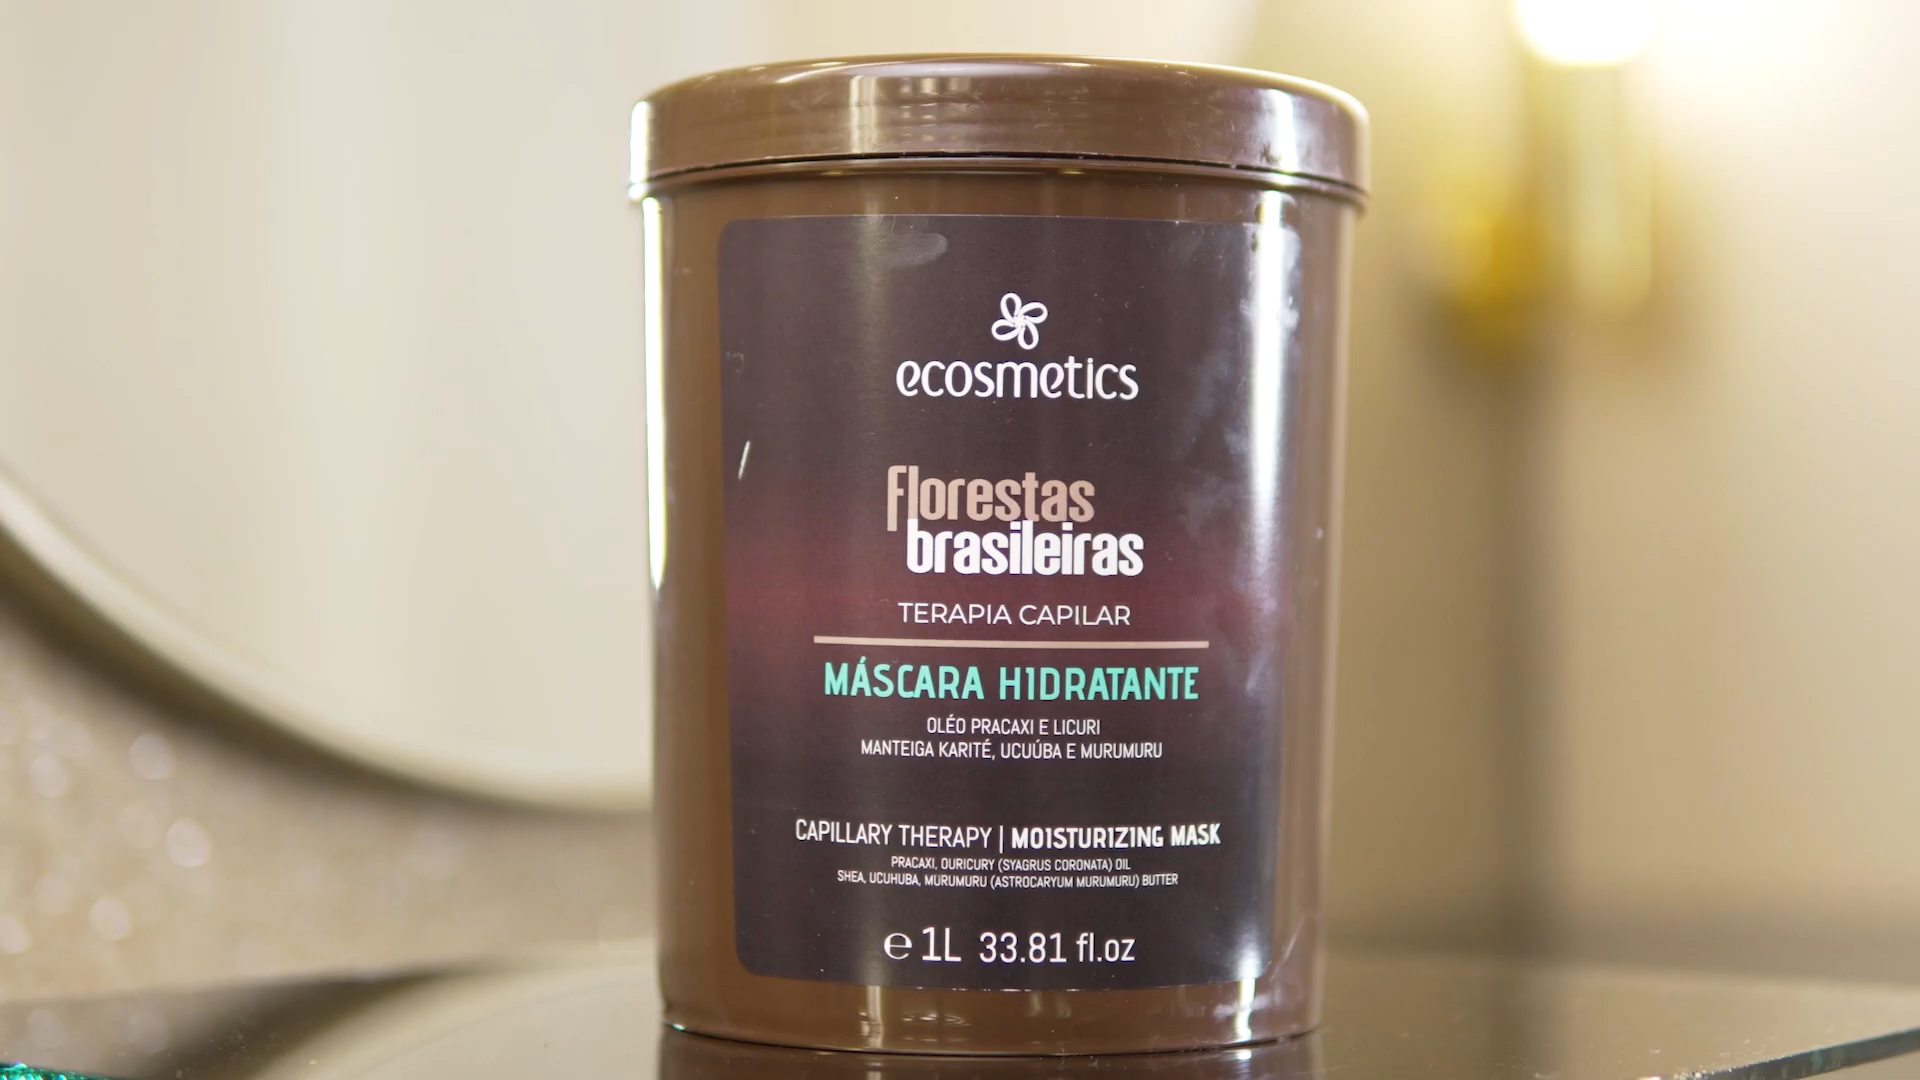 ecosmetics
florestas
brasileiras
TERAPIA CAPILAR
MÁSCARA HIDRATANTE
OLÉO PRACAXI E LICURI
MANTEIGA KARITÉ, UCUÚBA E MURUMURU
CAPILLARY THERAPY | MOISTURIZING MASK
PRACAXI, OURICURY (SYAGRUS CORONATA) OIL
SHEA, UCUHUBA, MURUMURU (ASTROCARYUM MURUMURU) BUTTER
℮ 1L 33.81 fl.oz